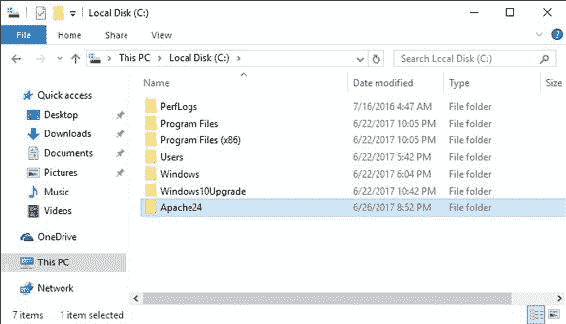 Local Disk (C:)
File Home Share View
This PC Local Disk (C:) Search Local Disk (C:)
Name Date modified Type Size
Quick access
Desktop
Downloads
Documents
Pictures
Music
Videos
OneDrive
This PC
Network
PerfLogs 7/16/2016 4:47 AM File folder
Program Files 6/22/2017 10:05 PM File folder
Program Files (x86) 6/22/2017 10:05 PM File folder
Users 6/22/2017 5:42 PM File folder
Windows 6/22/2017 6:04 PM File folder
Windows10Upgrade 6/22/2017 10:42 PM File folder
Apache24 6/26/2017 8:52 PM File folder
7 items 1 item selected